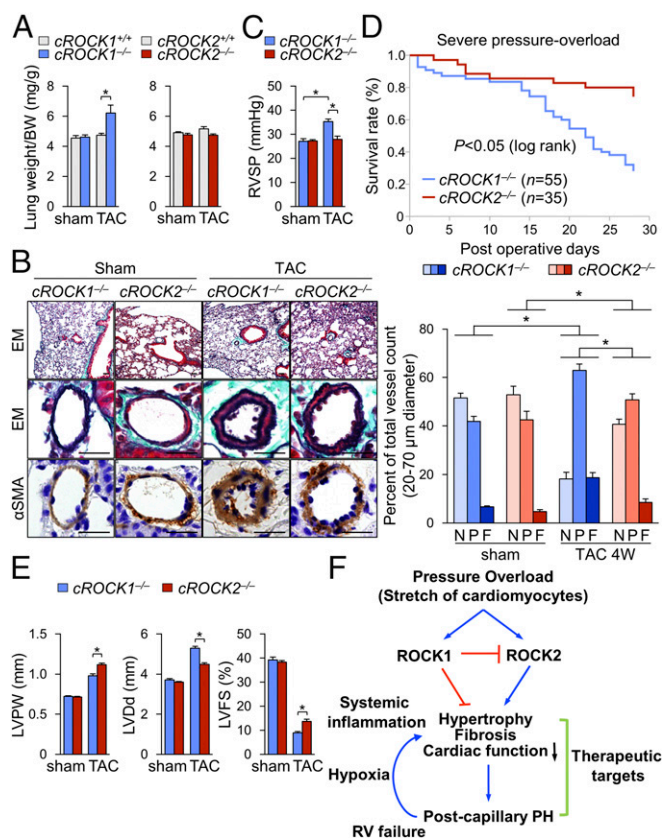 A
cROCK1+/+
cROCK1–/–
cROCK2+/+
cROCK2–/–
Lung weight/BW (mg/g)
10
8
6
4
2
0
*
sham TAC
10
8
6
4
2
0
sham TAC
C
cROCK1–/–
cROCK2–/–
RVSP (mmHg)
60
45
30
15
0
*
*
sham TAC
D
Severe pressure-overload
Survival rate (%)
1.0
0.8
0.6
0.4
0.2
0
P<0.05 (log rank)
cROCK1–/– (n=55)
cROCK2–/– (n=35)
0 5 10 15 20 25 30
Post operative days
B
Sham
TAC
cROCK1–/– cROCK2–/– cROCK1–/– cROCK2–/–
EM
EM
αSMA
cROCK1–/–
cROCK2–/–
Percent of total vessel count
(20-70 μm diameter)
80
60
40
20
0
*
*
*
N P F N P F N P F N P F
sham
TAC 4W
E
cROCK1–/–
cROCK2–/–
LVPW (mm)
1.5
1.0
0.5
0
*
sham TAC
LVDd (mm)
6
4
2
0
*
sham TAC
LVFS (%)
50
40
30
20
10
0
*
sham TAC
F
Pressure Overload
(Stretch of cardiomyocytes)
ROCK1
ROCK2
Systemic
inflammation
Hypertrophy
Fibrosis
Cardiac function
Therapeutic
targets
Hypoxia
Post-capillary PH
RV failure